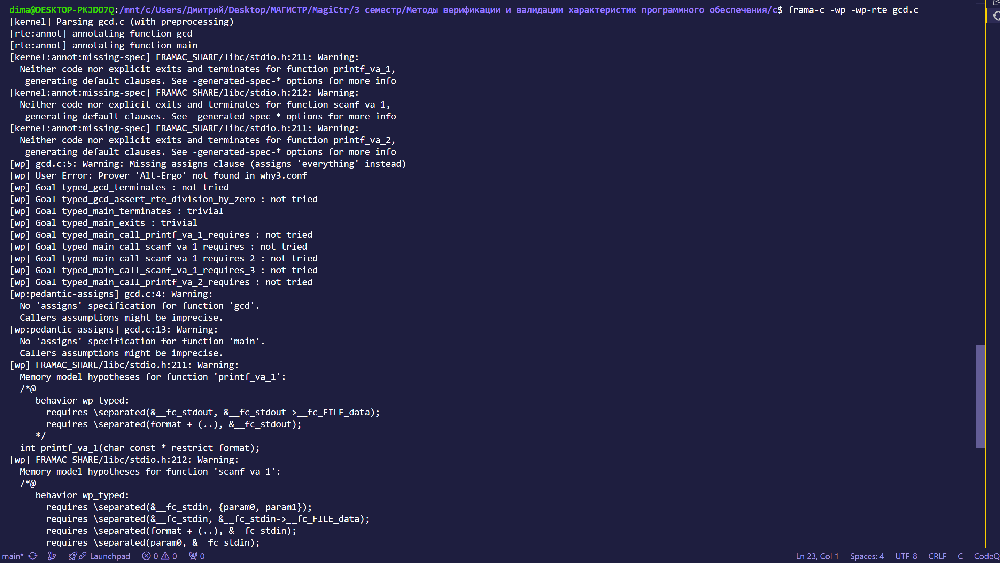 dima@DESKTOP-PKJDO7Q:/mnt/c/Users/Дмитрий/Desktop/МАГИСТР/MagiCtr/3 семестр/Методы верификации и валидации характеристик программного обеспечения/c$ frama-c -wp -wp-rte gcd.c
[kernel] Parsing gcd.c (with preprocessing)
[rte:annot] annotating function gcd
[rte:annot] annotating function main
[kernel:annot:missing-spec] FRAMAC_SHARE/libc/stdio.h:211: Warning:
  Neither code nor explicit exits and terminates for function printf_va_1,
   generating default clauses. See -generated-spec-* options for more info
[kernel:annot:missing-spec] FRAMAC_SHARE/libc/stdio.h:212: Warning:
  Neither code nor explicit exits and terminates for function scanf_va_1,
   generating default clauses. See -generated-spec-* options for more info
[kernel:annot:missing-spec] FRAMAC_SHARE/libc/stdio.h:211: Warning:
  Neither code nor explicit exits and terminates for function printf_va_2,
   generating default clauses. See -generated-spec-* options for more info
[wp] gcd.c:5: Warning: Missing assigns clause (assigns 'everything' instead)
[wp] User Error: Prover 'Alt-Ergo' not found in why3.conf
[wp] Goal typed_gcd_terminates : not tried
[wp] Goal typed_gcd_assert_rte_division_by_zero : not tried
[wp] Goal typed_main_terminates : trivial
[wp] Goal typed_main_exits : trivial
[wp] Goal typed_main_call_printf_va_1_requires : not tried
[wp] Goal typed_main_call_scanf_va_1_requires : not tried
[wp] Goal typed_main_call_scanf_va_1_requires_2 : not tried
[wp] Goal typed_main_call_scanf_va_1_requires_3 : not tried
[wp] Goal typed_main_call_printf_va_2_requires : not tried
[wp:pedantic-assigns] gcd.c:4: Warning:
  No 'assigns' specification for function 'gcd'.
  Callers assumptions might be imprecise.
[wp:pedantic-assigns] gcd.c:13: Warning:
  No 'assigns' specification for function 'main'.
  Callers assumptions might be imprecise.
[wp] FRAMAC_SHARE/libc/stdio.h:211: Warning:
  Memory model hypotheses for function 'printf_va_1':
  /*@
     behavior wp_typed:
       requires \separated(&__fc_stdout, &__fc_stdout->__fc_FILE_data);
       requires \separated(format + (..), &__fc_stdout);
     */
  int printf_va_1(char const * restrict format);
[wp] FRAMAC_SHARE/libc/stdio.h:212: Warning:
  Memory model hypotheses for function 'scanf_va_1':
  /*@
     behavior wp_typed:
       requires \separated(&__fc_stdin, {param0, param1});
       requires \separated(&__fc_stdin, &__fc_stdin->__fc_FILE_data);
       requires \separated(format + (..), &__fc_stdin);
       requires \separated(param0, &__fc_stdin);
main* Launchpad 0 0 0 Ln 23, Col 1 Spaces: 4 UTF-8 CRLF C CodeQ